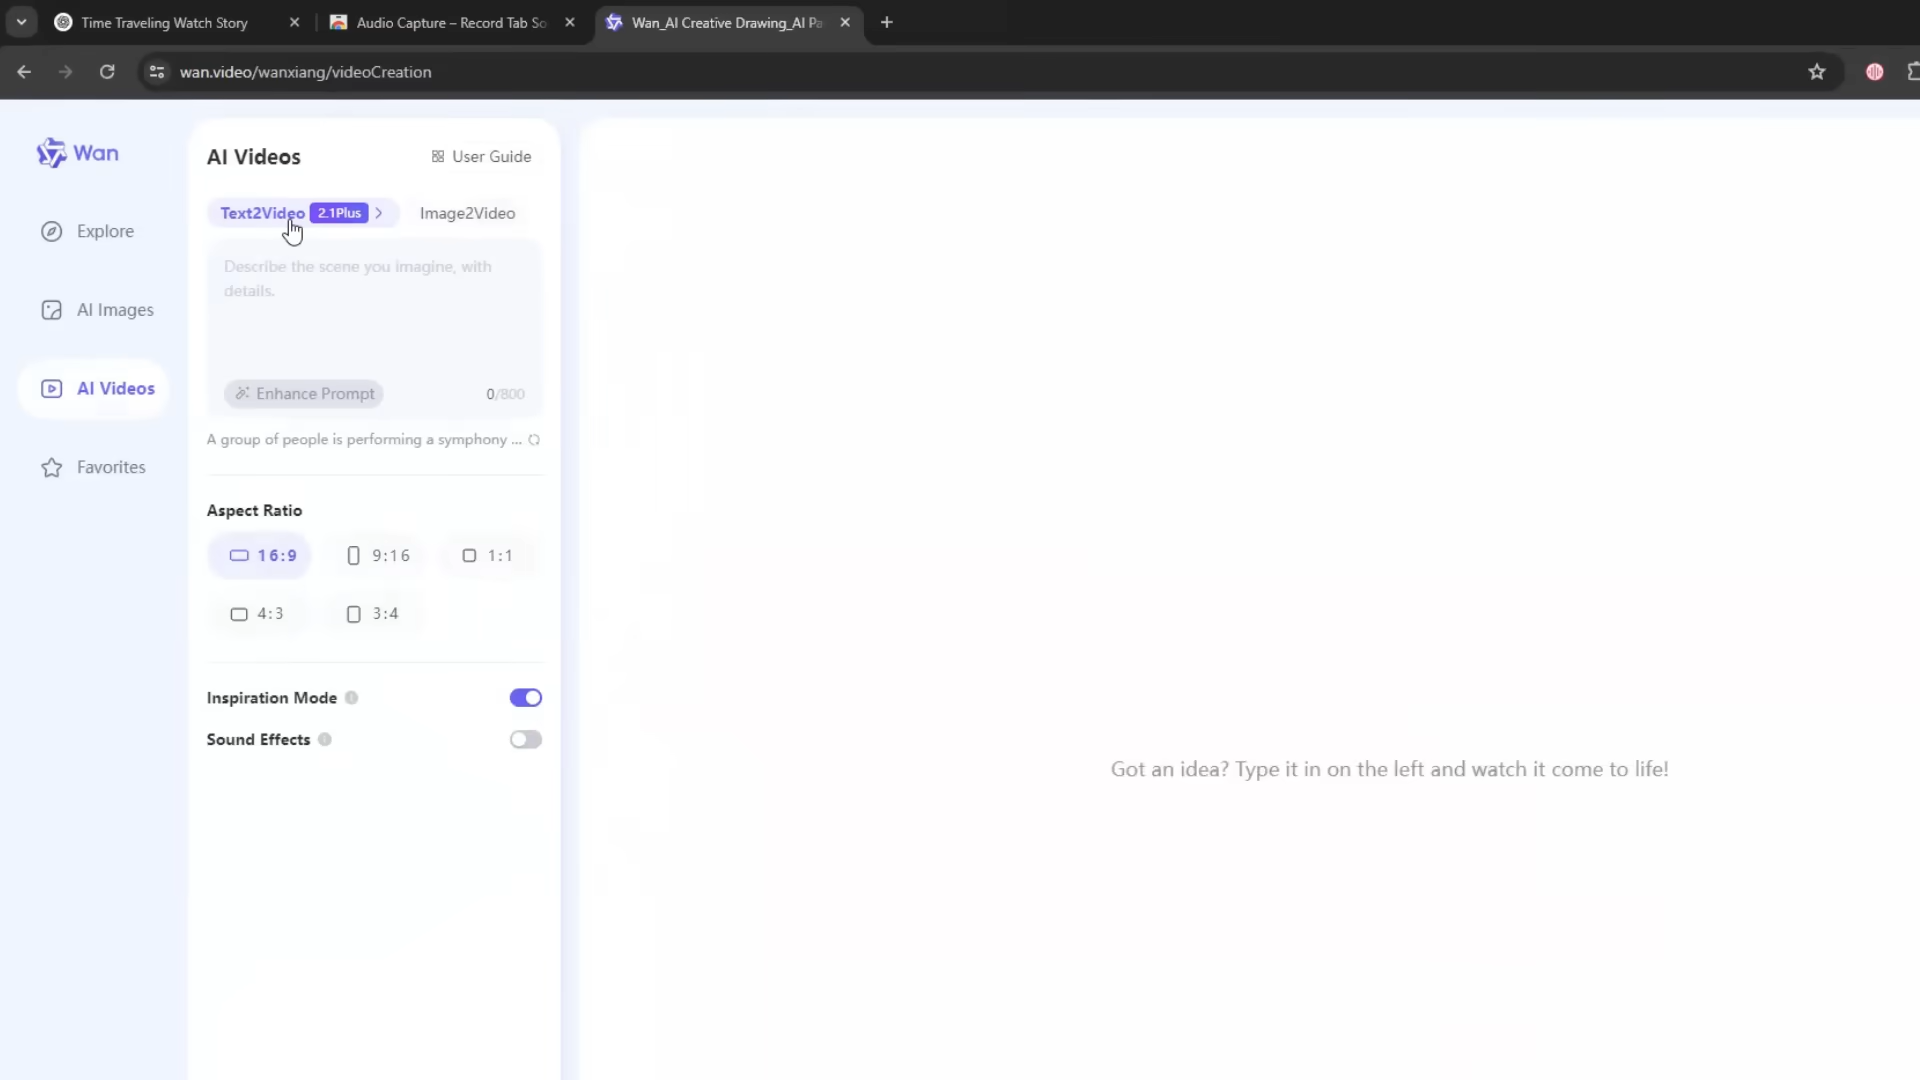 Time Traveling Watch Story
Audio Capture – Record Tab So
Wan_AI Creative Drawing_AI Pa
wan.video/wanxiang/videoCreation
Wan
Explore
AI Images
AI Videos
Favorites
AI Videos
User Guide
Text2Video 2.1Plus
Image2Video
Describe the scene you imagine, with
details.
Enhance Prompt
0/800
A group of people is performing a symphony ...
Aspect Ratio
16:9
9:16
1:1
4:3
3:4
Inspiration Mode
Sound Effects
Got an idea? Type it in on the left and watch it come to life!